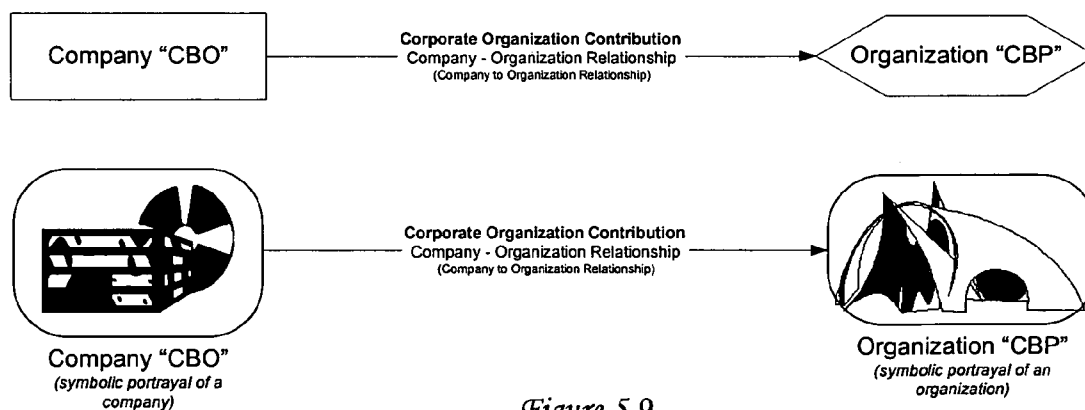 Company “CBO”
Corporate Organization Contribution
Company - Organization Relationship
(Company to Organization Relationship)
Organization “CBP”
Corporate Organization Contribution
Company - Organization Relationship
(Company to Organization Relationship)
Company “CBO”
(symbolic portrayal of a
company)
Organization “CBP”
(symbolic portrayal of an
organization)
Figure 5.9